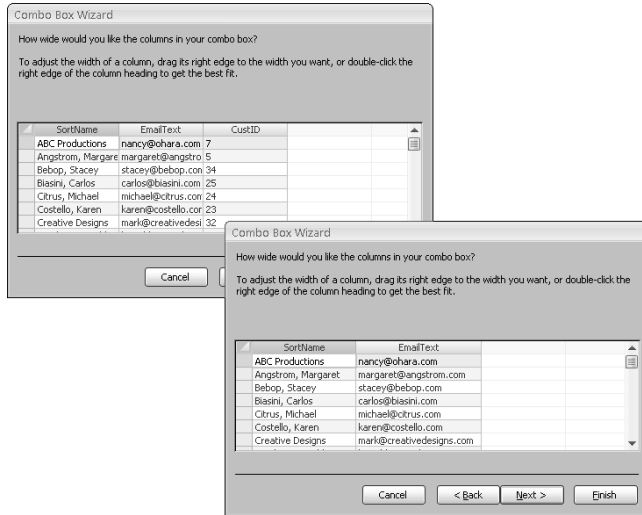 Combo Box Wizard
How wide would you like the columns in your combo box?
To adjust the width of a column, drag its right edge to the width you want, or double-click the
right edge of the column heading to get the best fit.
SortName EmailText CustID
ABC Productions nancy@ohara.com 7
Angstrom, Margare margaret@angstro 5
Bebop, Stacey stacey@bebop.con 34
Biasini, Carlos carlos@biasini.com 25
Citrus, Michael michael@citrus.com 24
Costello, Karen karen@costello.cor 23
Creative Designs mark@creativedesi 32
Cancel
Combo Box Wizard
How wide would you like the columns in your combo box?
To adjust the width of a column, drag its right edge to the width you want, or double-click the
right edge of the column heading to get the best fit.
SortName EmailText
ABC Productions nancy@ohara.com
Angstrom, Margaret margaret@angstrom.com
Bebop, Stacey stacey@bebop.com
Biasini, Carlos carlos@biasini.com
Citrus, Michael michael@citrus.com
Costello, Karen karen@costello.com
Creative Designs mark@creativedesigns.com
Cancel < Back Next > Finish